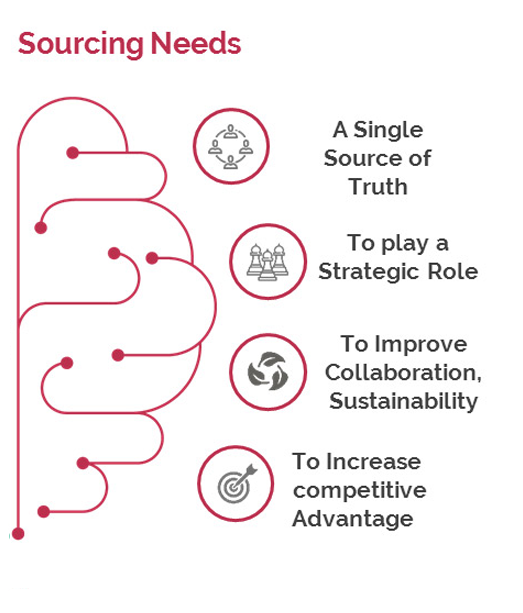 Sourcing Needs
A Single
Source of
Truth
To play a
Strategic Role
To Improve
Collaboration,
Sustainability
To Increase
competitive
Advantage